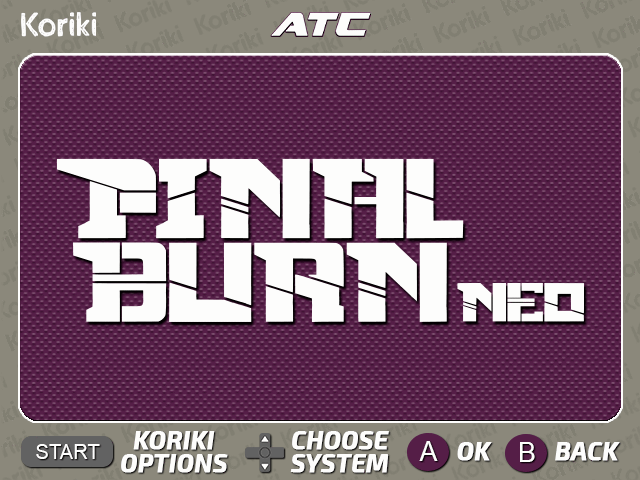 Koriki
ATC
FINAL
BURN NEO
START
KORIKI
OPTIONS
CHOOSE
SYSTEM
A OK
B BACK